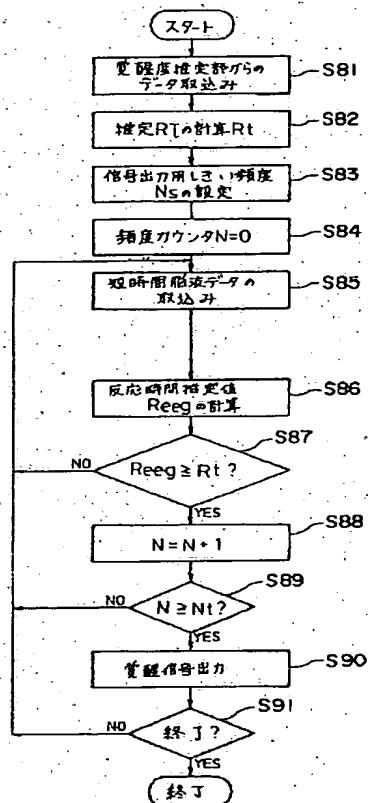 スタート
覚醒度推定部からの
データ取込み
S81
推定RTの計算Rt
S82
信号出力用しきい頻度
Nsの設定
S83
頻度カウンタN=0
S84
短時間脳波データの
取込み
S85
反応時間推定値
Reegの計算
S86
S87
Reeg≧Rt?
NO
YES
N=N+1
S88
S89
N≧Nt?
NO
YES
覚醒信号出力
S90
S91
終了?
NO
YES
終了